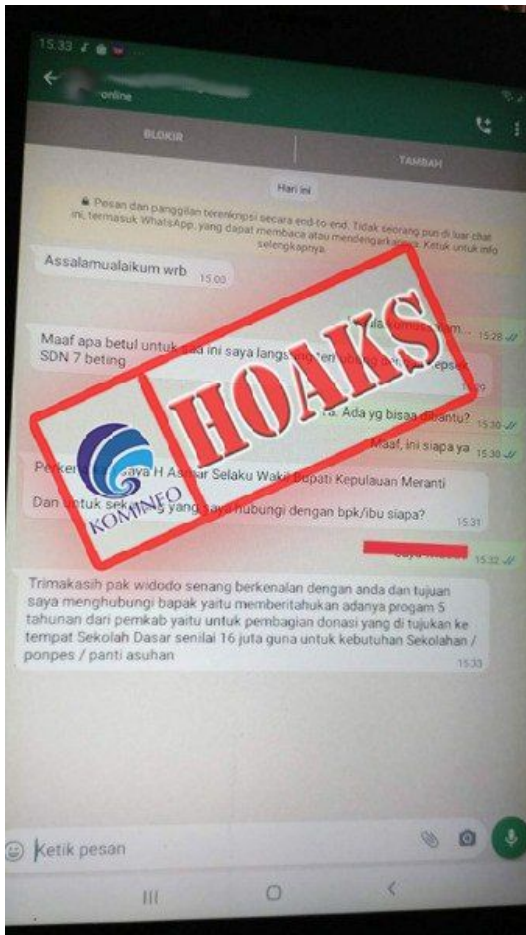 15.33
online
BLOKIR
TAMBAH
Hari ini
Pesan dan panggilan terenkripsi secara end-to-end. Tidak seorang pun di luar chat
ini, termasuk WhatsApp, yang dapat membaca atau mendengarkannya. Ketuk untuk info
selengkapnya.
Assalamualaikum wrb
15.00
15.28
Maaf apa betul untuk ini saya
SDN 7 beting
Ada yg bisaa dibantu?
15.30
Maaf, ini siapa ya
15.30
HOAKS
KOMINFO
saya H Asmar Selaku Wakil Bupati Kepulauan Meranti
Dan untuk yang saya hubungi dengan bpk/ibu siapa?
15.31
15.32
Trimakasih pak widodo senang berkenalan dengan anda dan tujuan
saya menghubungi bapak yaitu memberitahukan adanya progam 5
tahunan dari pemkab yaitu untuk pembagian donasi yang di tujukan ke
tempat Sekolah Dasar senilai 16 juta guna untuk kebutuhan Sekolahan /
ponpes / panti asuhan
15.33
Ketik pesan